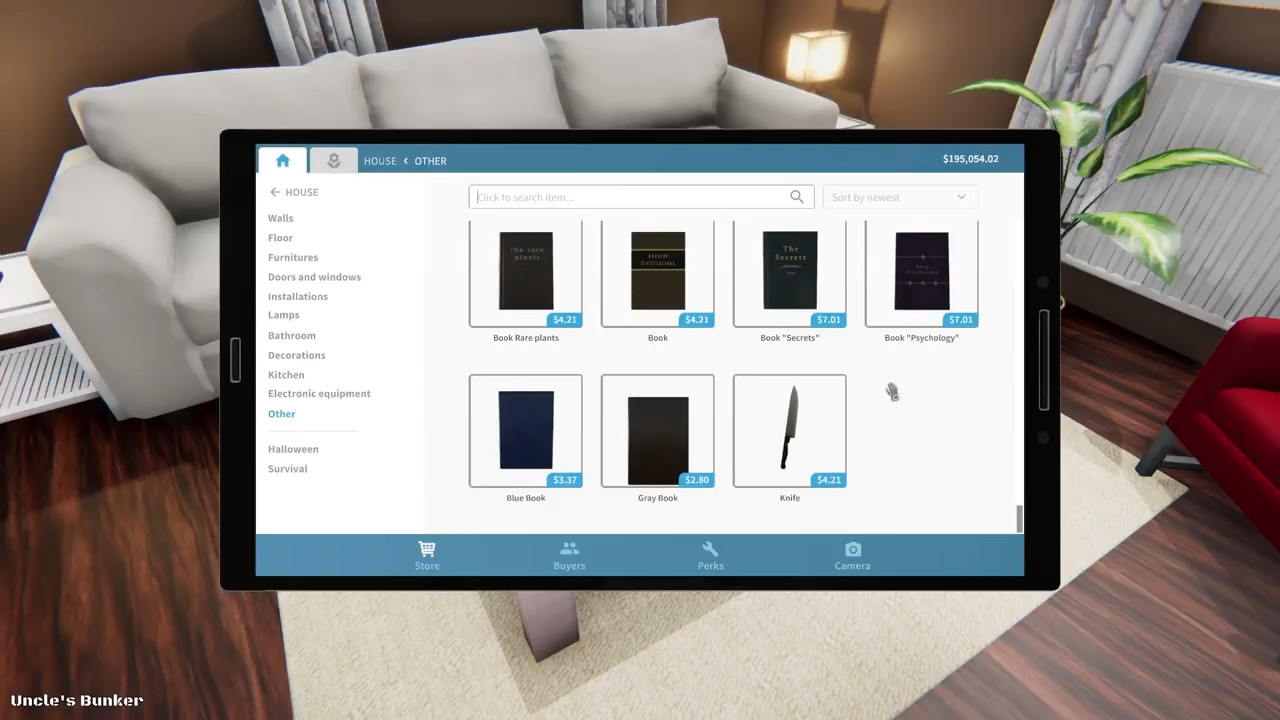 HOUSE < OTHER
$195,054.02
HOUSE
Click to search item...
Sort by newest
Walls
Floor
Furnitures
Doors and windows
Installations
Lamps
Bathroom
Decorations
Kitchen
Electronic equipment
Other
Halloween
Survival
the rare
plants
Ancient
Civilizations
The
Secrets
Psychology
$4.21
$4.21
$7.01
$7.01
Book Rare plants
Book
Book "Secrets"
Book "Psychology"
$3.37
$2.80
$4.21
Blue Book
Gray Book
Knife
Store
Buyers
Perks
Camera
Uncle's Bunker